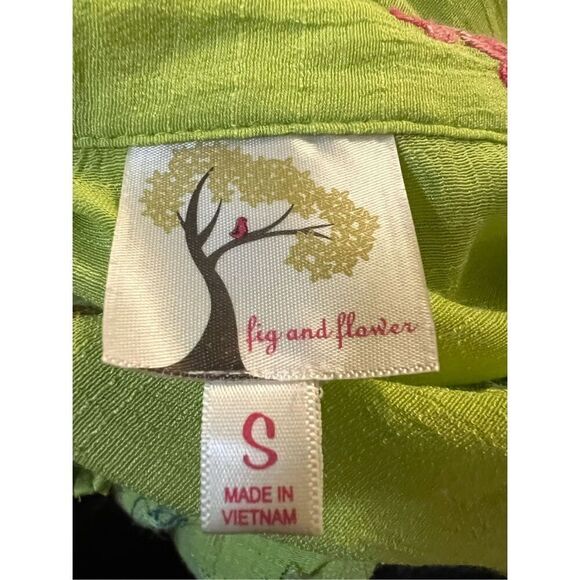 fig and flower
S
MADE IN
VIETNAM